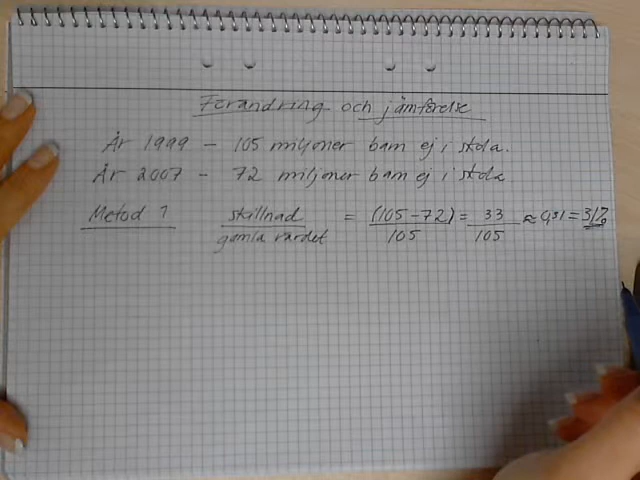 Förändring och jämförelse
År 1999 - 105 miljoner barn ej i skola.
År 2007 - 72 miljoner barn ej i skola
Metod 1 skillnad / gamla värdet = (105-72) / 105 = 33 / 105 ≈ 0,31 = 31%